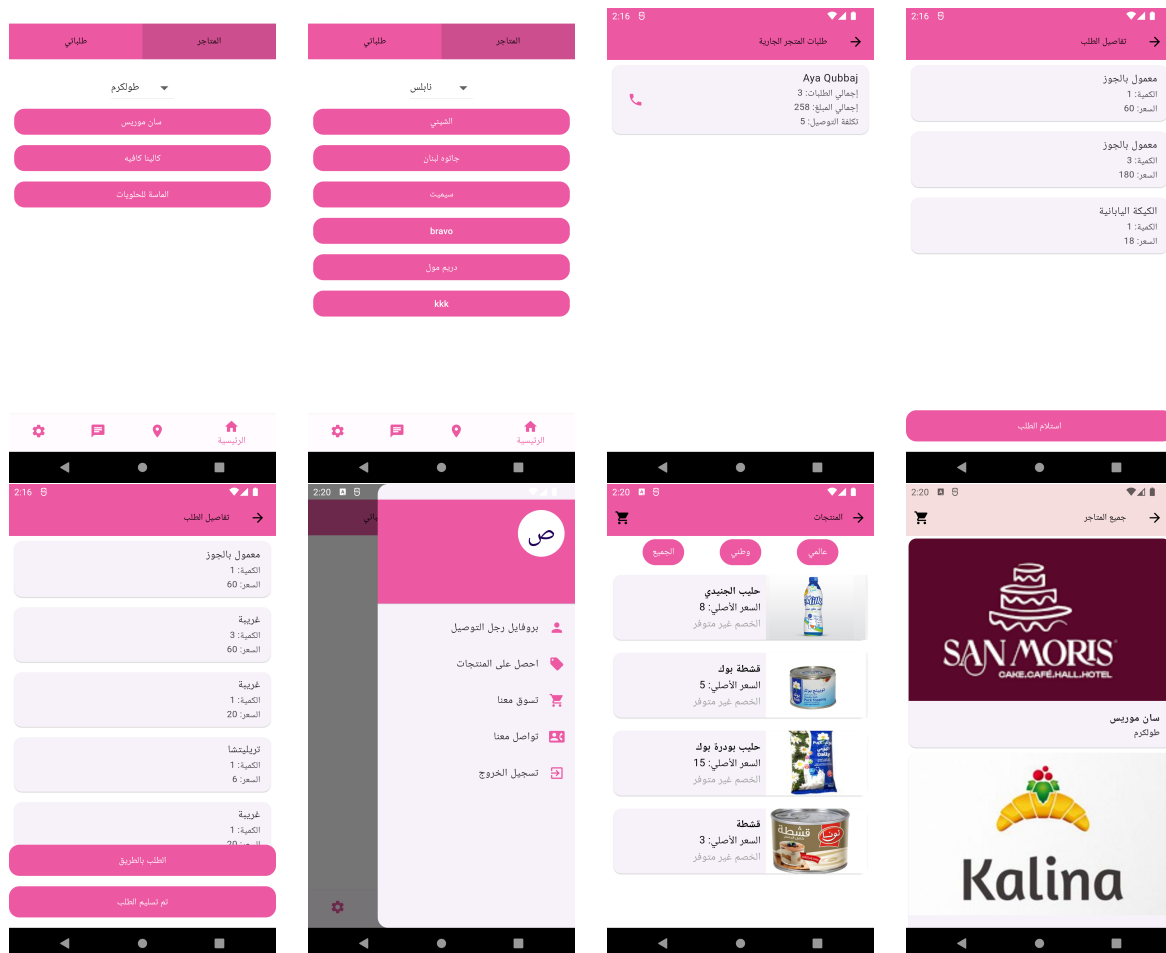 المتاجر
طلباتي
طولكرم
سان موريس
كالينا كافيه
الماسة للحلويات
الرئيسية
المتاجر
طلباتي
نابلس
الشيني
جاتوه لبنان
سيميت
bravo
دريم مول
kkk
الرئيسية
2:16
طلبات المتجر الجارية
Aya Qubbaj
إجمالي الطلبات: 3
إجمالي المبلغ: 258
تكلفة التوصيل: 5
2:16
تفاصيل الطلب
معمول بالجوز
الكمية: 1
السعر: 60
معمول بالجوز
الكمية: 3
السعر: 180
الكيكة اليابانية
الكمية: 1
السعر: 18
استلام الطلب
2:16
تفاصيل الطلب
معمول بالجوز
الكمية: 1
السعر: 60
غريبة
الكمية: 3
السعر: 60
غريبة
الكمية: 1
السعر: 20
تريليتشا
الكمية: 1
السعر: 6
غريبة
الكمية: 1
السعر: 20
الطلب بالطريق
تم تسليم الطلب
2:20
ص
بروفايل رجل التوصيل
احصل على المنتجات
تسوق معنا
تواصل معنا
تسجيل الخروج
2:20
المنتجات
عالمي
وطني
الجميع
حليب الجنيدي
السعر الأصلي: 8
الخصم غير متوفر
Milk
قشطة بوك
السعر الأصلي: 5
الخصم غير متوفر
حليب بودرة بوك
السعر الأصلي: 15
الخصم غير متوفر
قشطة
السعر الأصلي: 3
الخصم غير متوفر
قشطة
2:20
جميع المتاجر
SAN MORIS
CAKE.CAFÉ.HALL.HOTEL
سان موريس
طولكرم
Kalina